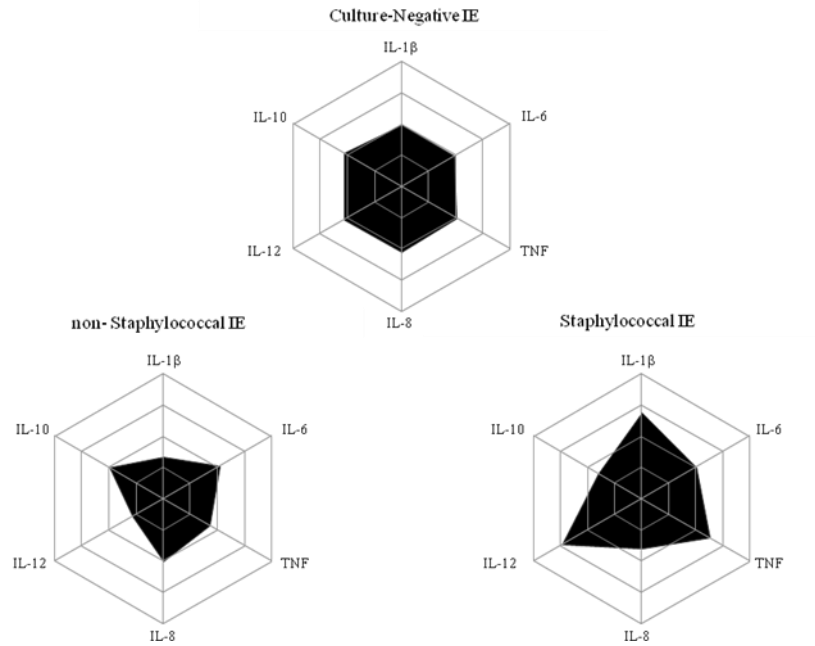 Culture-Negative IE
IL-1β
IL-10
IL-6
IL-12
TNF
IL-8
non- Staphylococcal IE
IL-1β
IL-10
IL-6
IL-12
TNF
IL-8
Staphylococcal IE
IL-1β
IL-10
IL-6
IL-12
TNF
IL-8